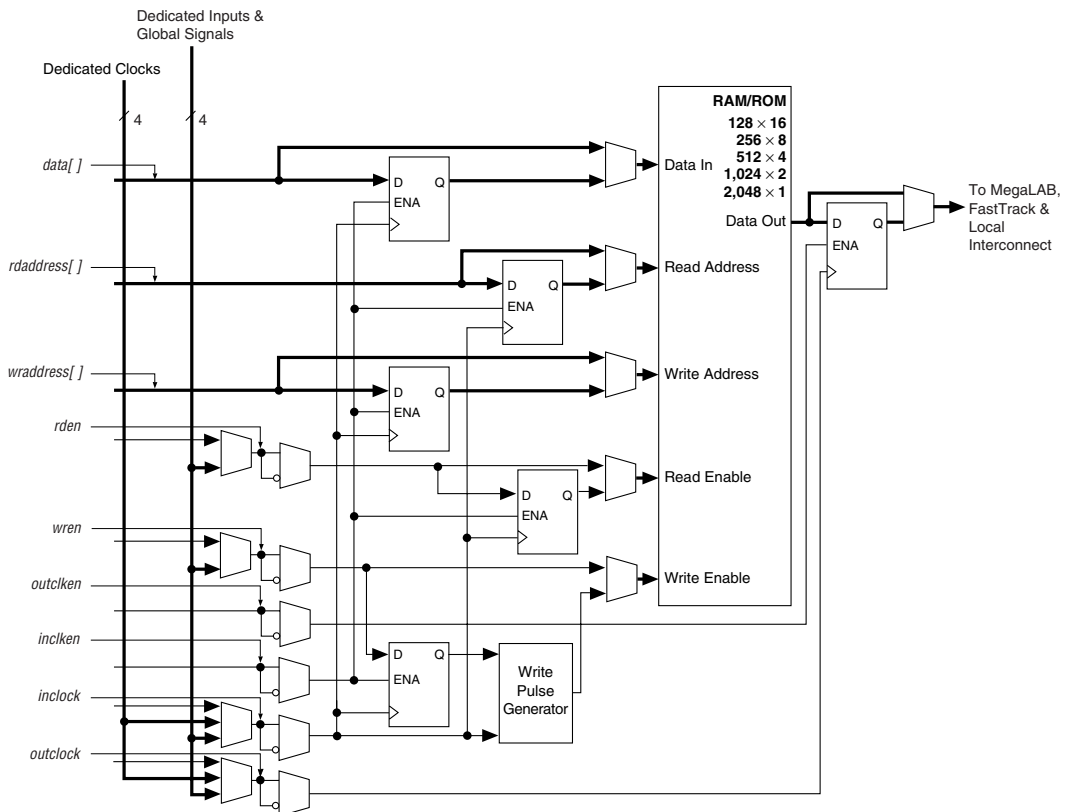 Dedicated Inputs &
Global Signals
Dedicated Clocks
4
4
RAM/ROM
128 × 16
256 × 8
512 × 4
1,024 × 2
2,048 × 1
data[ ]
D
Q
ENA
Data In
Data Out
D
Q
ENA
To MegaLAB,
FastTrack &
Local
Interconnect
rdaddress[ ]
D
Q
ENA
Read Address
wraddress[ ]
D
Q
ENA
Write Address
rden
D
Q
ENA
Read Enable
wren
Write Enable
outclken
inclken
D
Q
ENA
Write
Pulse
Generator
inclock
outclock